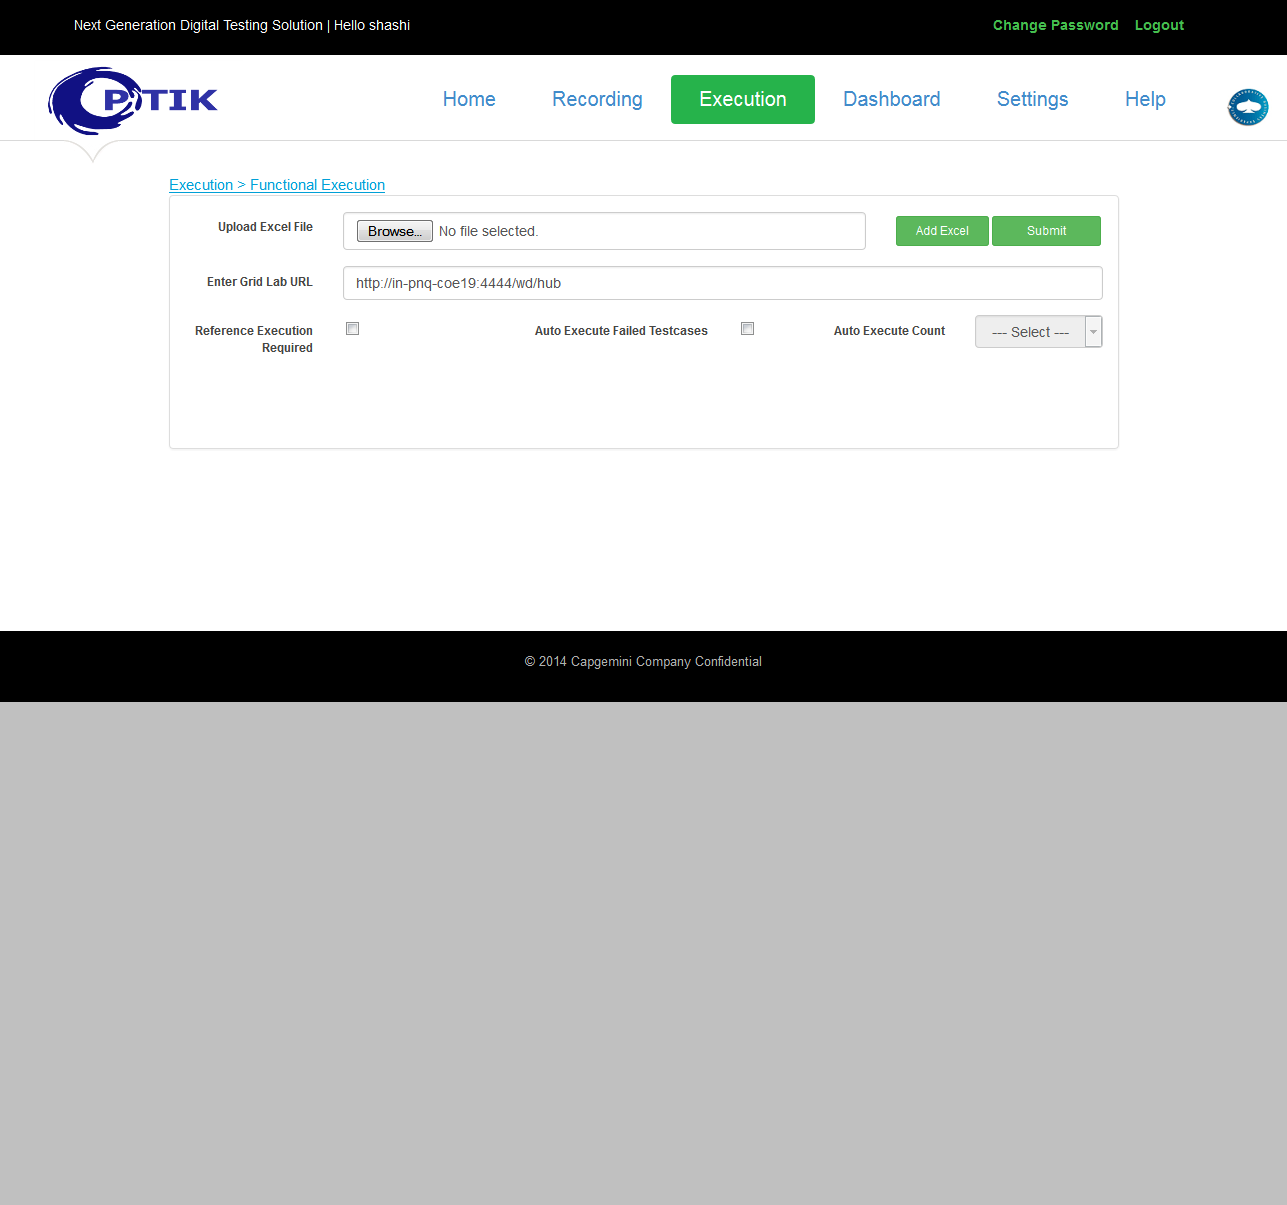 Next Generation Digital Testing Solution | Hello shashi
Change Password Logout
OPTIK
Home Recording Execution Dashboard Settings Help
Execution > Functional Execution
Upload Excel File Browse... No file selected. Add Excel Submit
Enter Grid Lab URL http://in-pnq-coe19:4444/wd/hub
Reference Execution Required Auto Execute Failed Testcases Auto Execute Count --- Select ---
© 2014 Capgemini Company Confidential